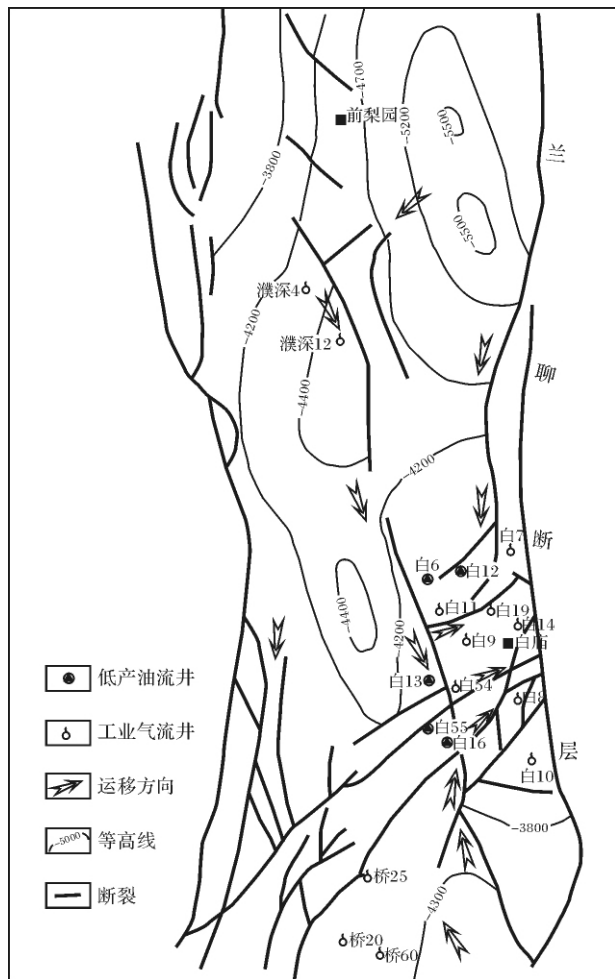 -4700
前梨园
-5200
-5500
-3800
兰
-5500
濮深4
-4200
濮深12
聊
-4400
-4200
白7
断
白6
白12
白11
白19
白14
-4400
-4200
白9
白庙
低产油流井
白13
白54
白8
工业气流井
白55
白16
层
白10
运移方向
-3800
-5000
等高线
断裂
桥25
-4300
桥20
桥60